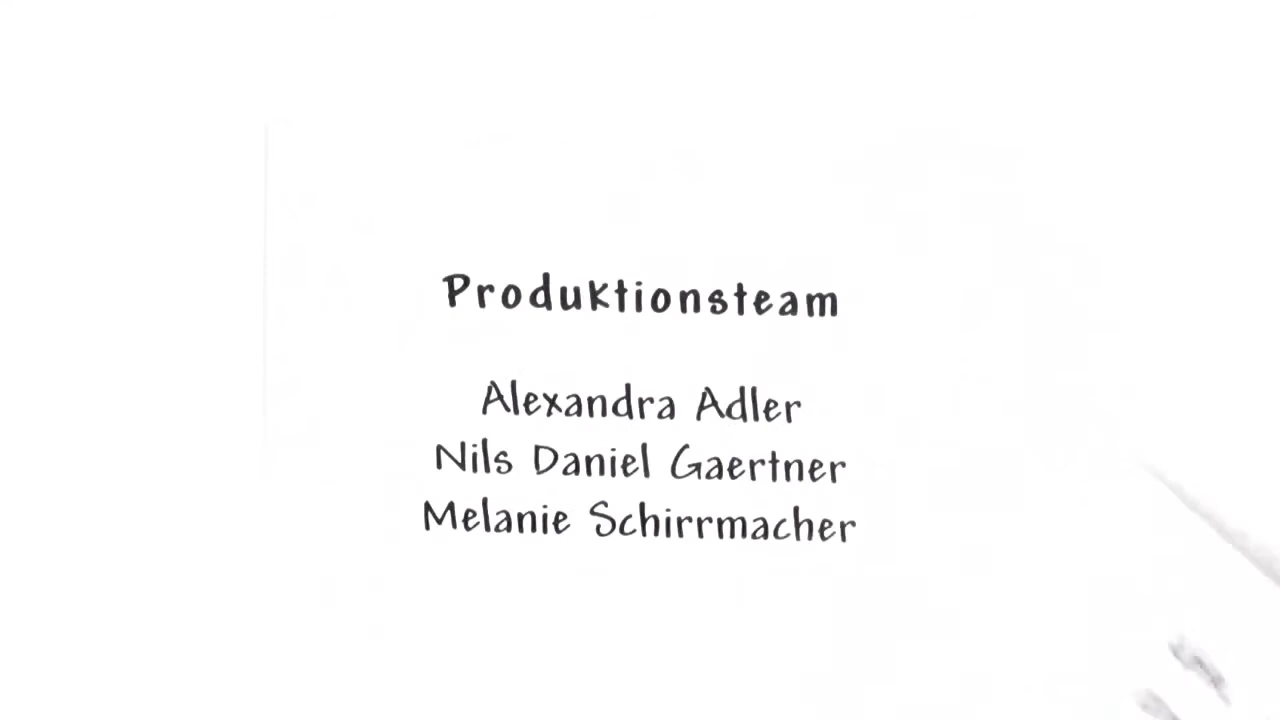 Produktionsteam
Alexandra Adler
Nils Daniel Gaertner
Melanie Schirrmacher